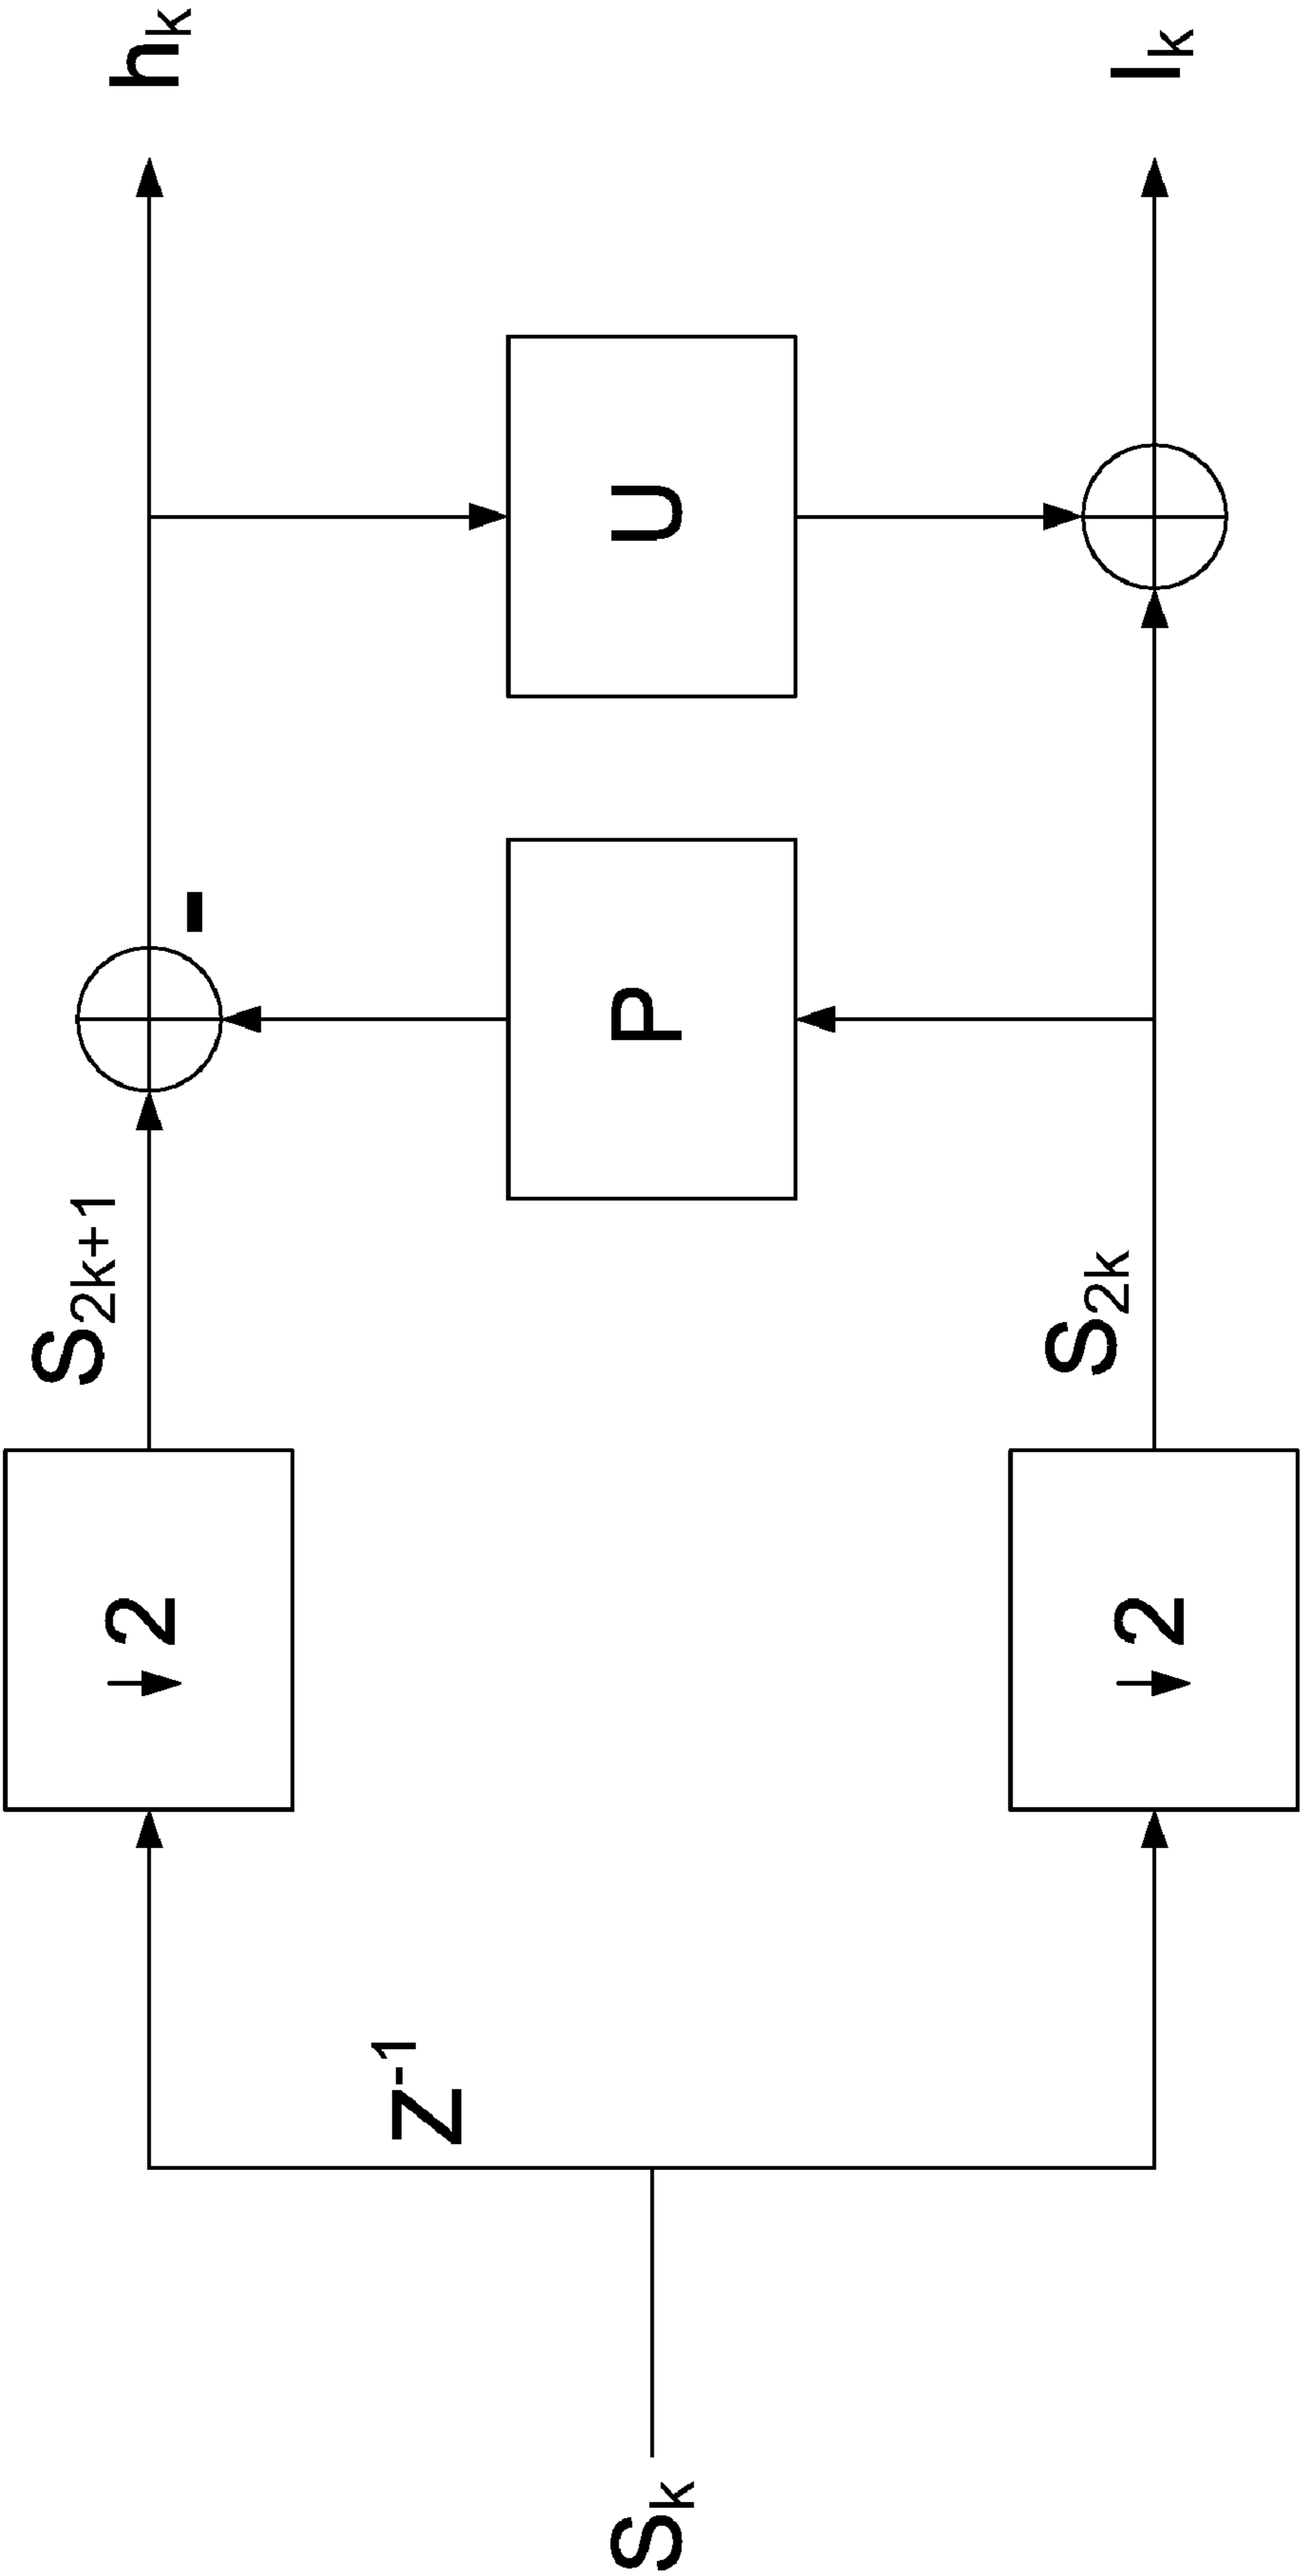 S_k
Z^-1
↓2
S_2k+1
-
h_k
P
U
↓2
S_2k
l_k